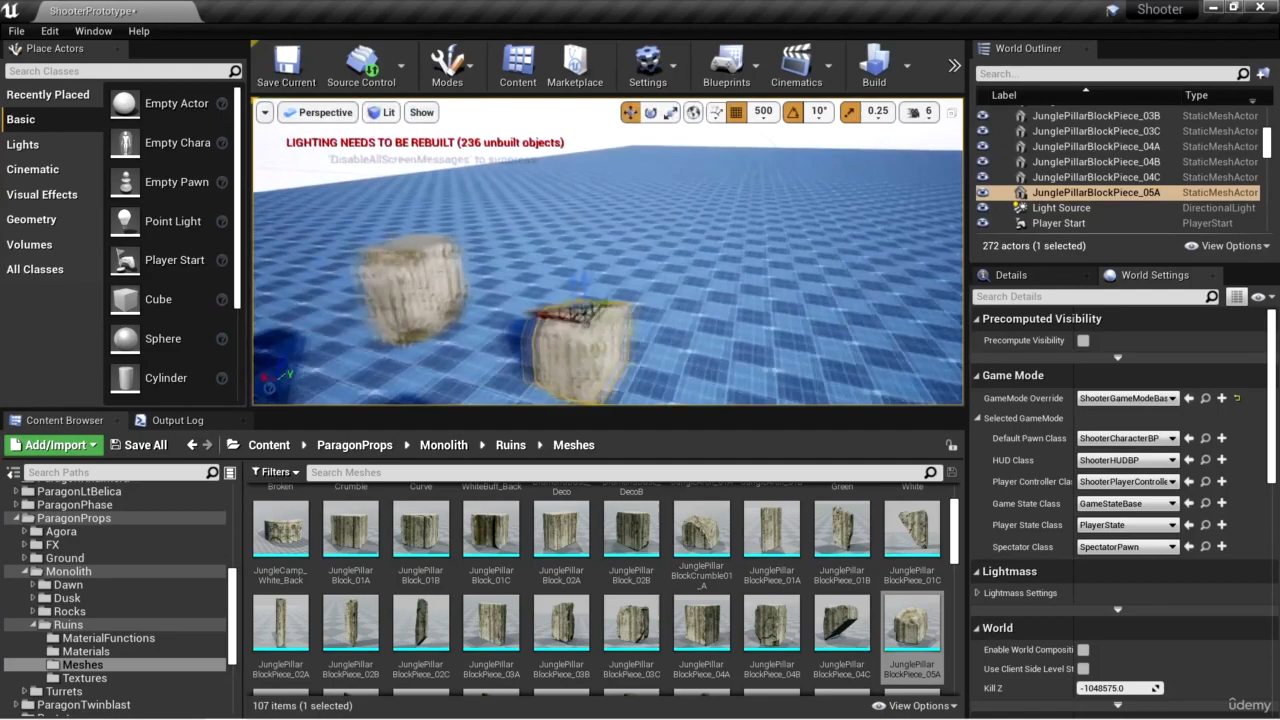 ShooterPrototype•
Shooter
File Edit Window Help
Place Actors
Search Classes
Recently Placed
Basic
Lights
Cinematic
Visual Effects
Geometry
Volumes
All Classes
Empty Actor
Empty Chara
Empty Pawn
Point Light
Player Start
Cube
Sphere
Cylinder
Save Current
Source Control
Modes
Content
Marketplace
Settings
Blueprints
Cinematics
Build
Perspective Lit Show
500 10° 0.25 6
LIGHTING NEEDS TO BE REBUILT (236 unbuilt objects)
'DisableAllScreenMessages' to suppress
World Outliner
Search...
Label Type
JunglePillarBlockPiece_03B StaticMeshActor
JunglePillarBlockPiece_03C StaticMeshActor
JunglePillarBlockPiece_04A StaticMeshActor
JunglePillarBlockPiece_04B StaticMeshActor
JunglePillarBlockPiece_04C StaticMeshActor
JunglePillarBlockPiece_05A StaticMeshActor
Light Source DirectionalLight
Player Start PlayerStart
272 actors (1 selected)
View Options
Details
World Settings
Search Details
Precomputed Visibility
Precompute Visibility
Game Mode
GameMode Override ShooterGameModeBas
Selected GameMode
Default Pawn Class ShooterCharacterBP
HUD Class ShooterHUDBP
Player Controller Clas ShooterPlayerControlle
Game State Class GameStateBase
Player State Class PlayerState
Spectator Class SpectatorPawn
Lightmass
Lightmass Settings
World
Enable World Compositi
Use Client Side Level St
Kill Z -1048575.0
Content Browser
Output Log
Add/Import Save All Content ParagonProps Monolith Ruins Meshes
Search Paths
Filters Search Meshes
ParagonLtBelica
ParagonPhase
ParagonProps
Agora
FX
Ground
Monolith
Dawn
Dusk
Rocks
Ruins
MaterialFunctions
Materials
Meshes
Textures
Turrets
ParagonTwinblast
Broken Crumble Curve WhiteButt_Back Deco DecoB Green White
JungleCamp_White_Back
JunglePillar Block_01A
JunglePillar Block_01B
JunglePillar Block_01C
JunglePillar Block_02A
JunglePillar Block_02B
JunglePillar BlockCrumble01_A
JunglePillar BlockPiece_01A
JunglePillar BlockPiece_01B
JunglePillar BlockPiece_01C
JunglePillar BlockPiece_02A
JunglePillar BlockPiece_02B
JunglePillar BlockPiece_02C
JunglePillar BlockPiece_03A
JunglePillar BlockPiece_03B
JunglePillar BlockPiece_03C
JunglePillar BlockPiece_04A
JunglePillar BlockPiece_04B
JunglePillar BlockPiece_04C
JunglePillar BlockPiece_05A
107 items (1 selected)
View Options
ûdemy